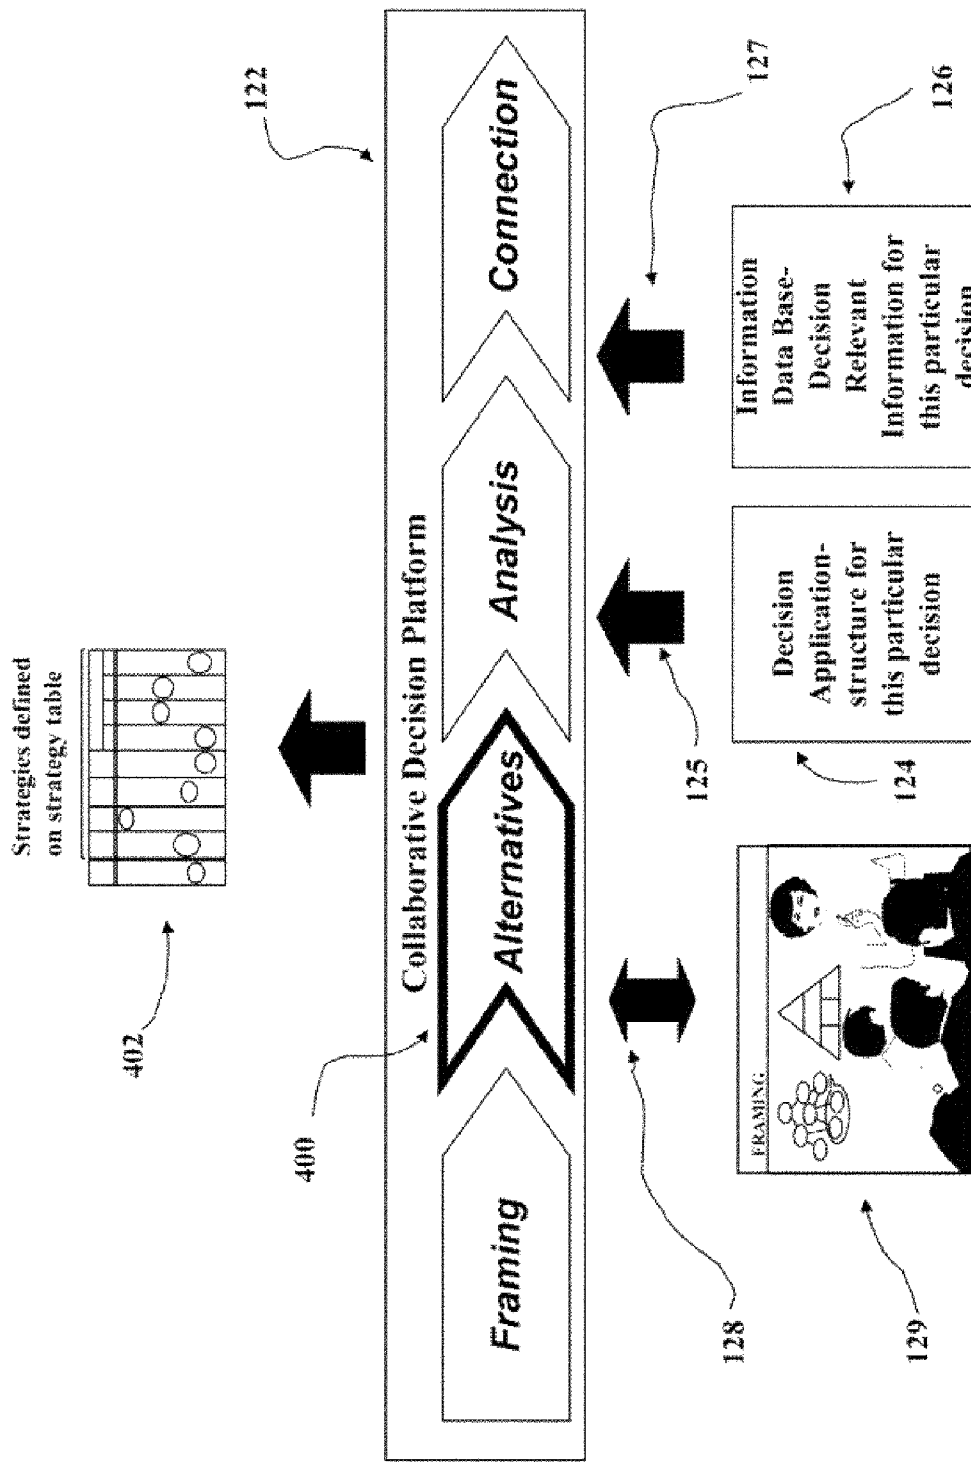 Strategies defined
on strategy table
402
122
Collaborative Decision Platform
400
Framing
Alternatives
Analysis
Connection
128
125
127
129
FRAMING
124
Decision
Application-
structure for
this particular
decision
126
Information
Data Base-
Decision
Relevant
Information for
this particular
decision